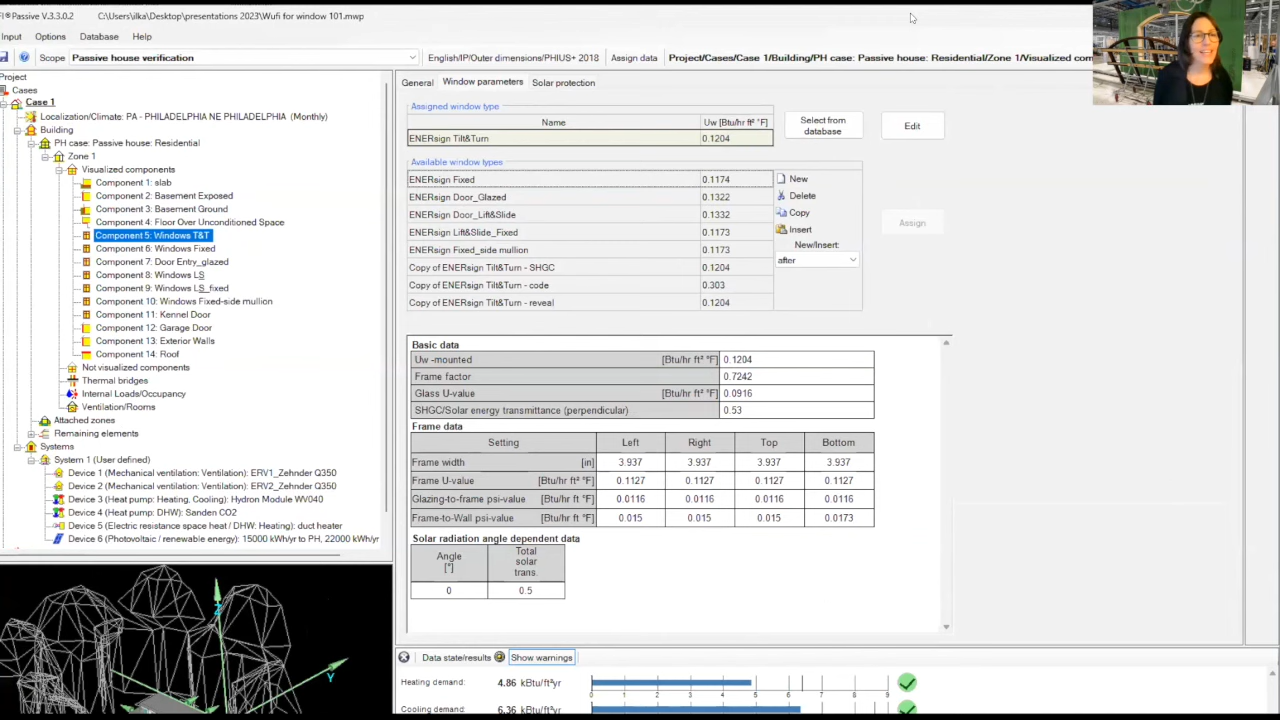 FI®Passive V.3.3.0.2 C:\Users\ilka\Desktop\presentations 2023\Wufi for window 101.mwp
Input Options Database Help
Scope Passive house verification English/IP/Outer dimensions/PHIUS+ 2018 Assign data Project/Cases/Case 1/Building/PH case: Passive house: Residential/Zone 1/Visualized com
Project
Cases
Case 1
Localization/Climate: PA - PHILADELPHIA NE PHILADELPHIA (Monthly)
Building
PH case: Passive house: Residential
Zone 1
Visualized components
Component 1: slab
Component 2: Basement Exposed
Component 3: Basement Ground
Component 4: Floor Over Unconditioned Space
Component 5: Windows T&T
Component 6: Windows Fixed
Component 7: Door Entry_glazed
Component 8: Windows LS
Component 9: Windows LS_fixed
Component 10: Windows Fixed-side mullion
Component 11: Kennel Door
Component 12: Garage Door
Component 13: Exterior Walls
Component 14: Roof
Not visualized components
Thermal bridges
Internal Loads/Occupancy
Ventilation/Rooms
Attached zones
Remaining elements
Systems
System 1 (User defined)
Device 1 (Mechanical ventilation: Ventilation): ERV1_Zehnder Q350
Device 2 (Mechanical ventilation: Ventilation): ERV2_Zehnder Q350
Device 3 (Heat pump: Heating, Cooling): Hydron Module WV040
Device 4 (Heat pump: DHW): Sanden CO2
Device 5 (Electric resistance space heat / DHW: Heating): duct heater
Device 6 (Photovoltaic / renewable energy): 15000 kWh/yr to PH, 22000 kWh/yr
Z
Y
General Window parameters Solar protection
Assigned window type
Name Uw [Btu/hr ft² °F]
ENERsign Tilt&Turn 0.1204
Select from database Edit
Available window types
ENERsign Fixed 0.1174
ENERsign Door_Glazed 0.1322
ENERsign Door_Lift&Slide 0.1332
ENERsign Lift&Slide_Fixed 0.1173
ENERsign Fixed_side mullion 0.1173
Copy of ENERsign Tilt&Turn - SHGC 0.1204
Copy of ENERsign Tilt&Turn - code 0.303
Copy of ENERsign Tilt&Turn - reveal 0.1204
New
Delete
Copy
Insert
New/Insert:
after
Assign
Basic data
Uw -mounted [Btu/hr ft² °F] 0.1204
Frame factor 0.7242
Glass U-value [Btu/hr ft² °F] 0.0916
SHGC/Solar energy transmittance (perpendicular) 0.53
Frame data
Setting Left Right Top Bottom
Frame width [in] 3.937 3.937 3.937 3.937
Frame U-value [Btu/hr ft² °F] 0.1127 0.1127 0.1127 0.1127
Glazing-to-frame psi-value [Btu/hr ft °F] 0.0116 0.0116 0.0116 0.0116
Frame-to-Wall psi-value [Btu/hr ft °F] 0.015 0.015 0.015 0.0173
Solar radiation angle dependent data
Angle [°] Total solar trans.
0 0.5
Data state/results Show warnings
Heating demand: 4.86 kBtu/ft²yr
0 1 2 3 4 5 6 7 8 9
Cooling demand: 6.36 kBtu/ft²yr